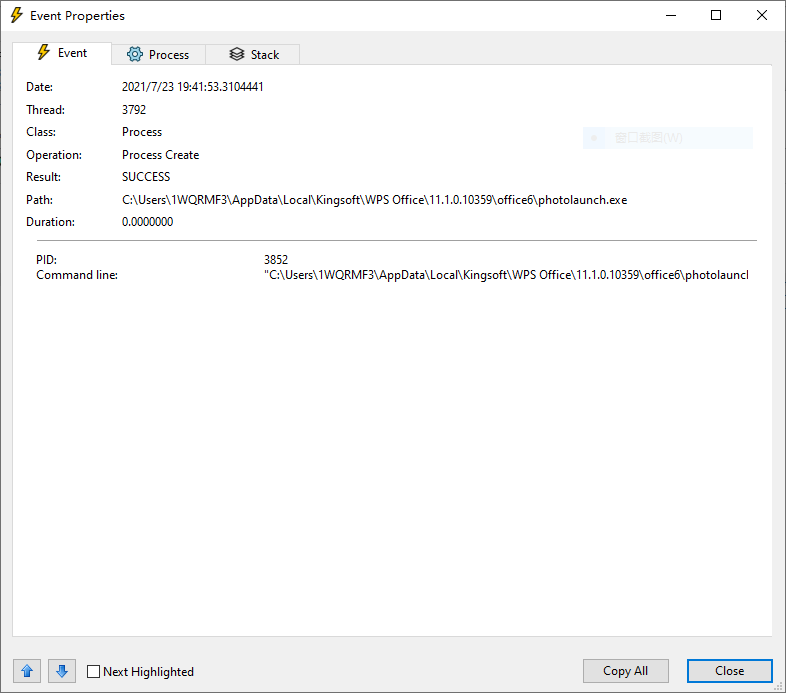 Event Properties
Event Process Stack
Date: 2021/7/23 19:41:53.3104441
Thread: 3792
Class: Process
窗口截图(W)
Operation: Process Create
Result: SUCCESS
Path: C:\Users\1WQRMF3\AppData\Local\Kingsoft\WPS Office\11.1.0.10359\office6\photolaunch.exe
Duration: 0.0000000
PID: 3852
Command line: "C:\Users\1WQRMF3\AppData\Local\Kingsoft\WPS Office\11.1.0.10359\office6\photolauncl
Next Highlighted Copy All Close